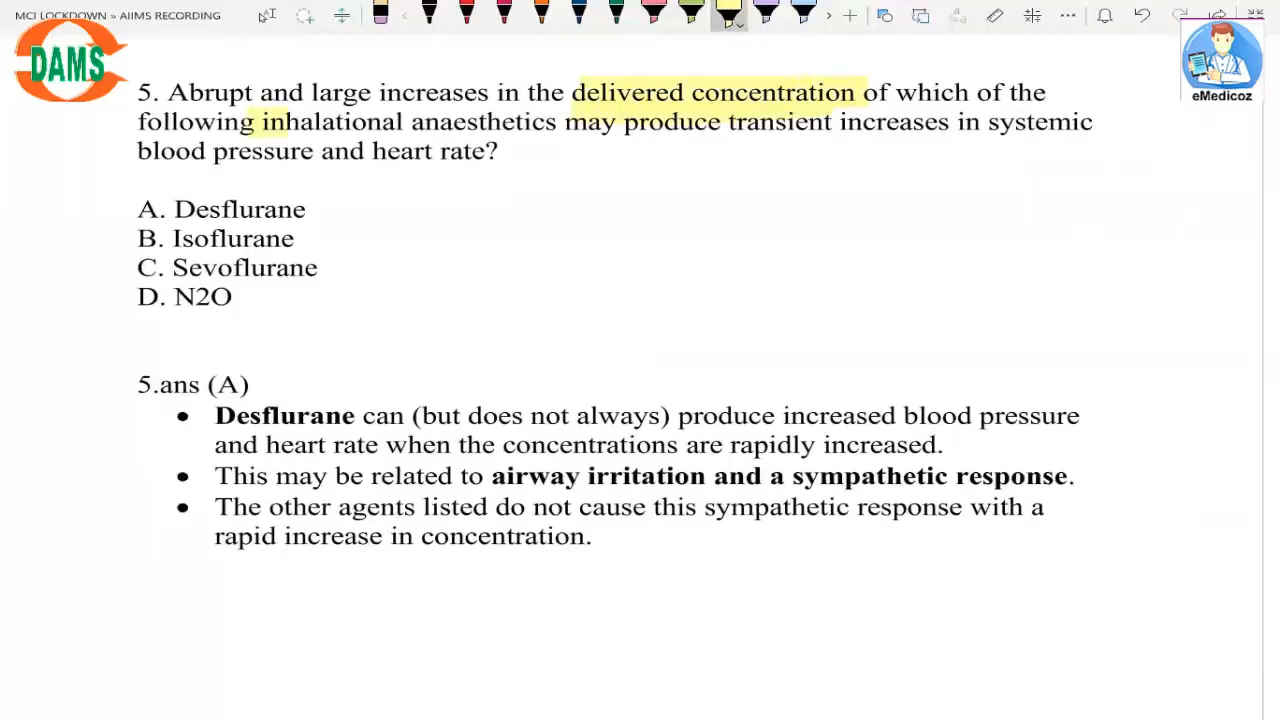 MCI LOCKDOWN » AIIMS RECORDING
DAMS
eMedicoz
5. Abrupt and large increases in the delivered concentration of which of the
following inhalational anaesthetics may produce transient increases in systemic
blood pressure and heart rate?
A. Desflurane
B. Isoflurane
C. Sevoflurane
D. N2O
5.ans (A)
• Desflurane can (but does not always) produce increased blood pressure
and heart rate when the concentrations are rapidly increased.
• This may be related to airway irritation and a sympathetic response.
• The other agents listed do not cause this sympathetic response with a
rapid increase in concentration.